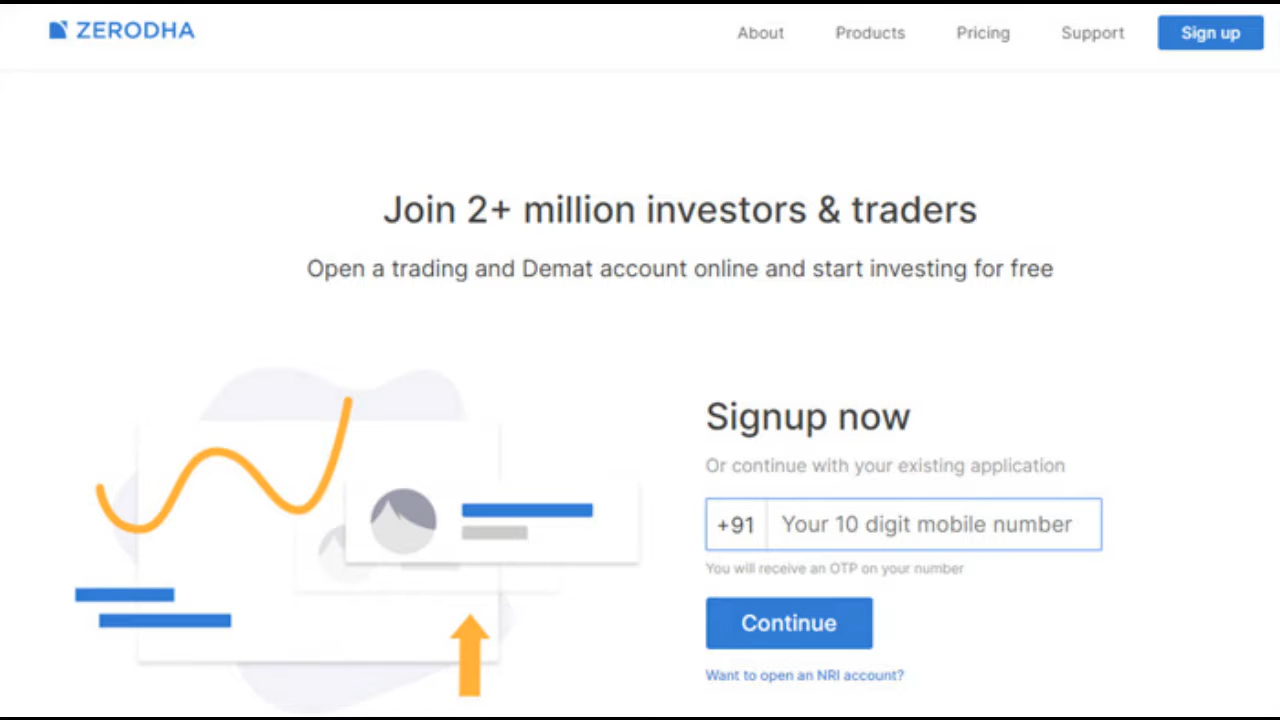 ZERODHA
About
Products
Pricing
Support
Sign up
Join 2+ million investors & traders
Open a trading and Demat account online and start investing for free
Signup now
Or continue with your existing application
+91 Your 10 digit mobile number
You will receive an OTP on your number
Continue
Want to open an NRI account?